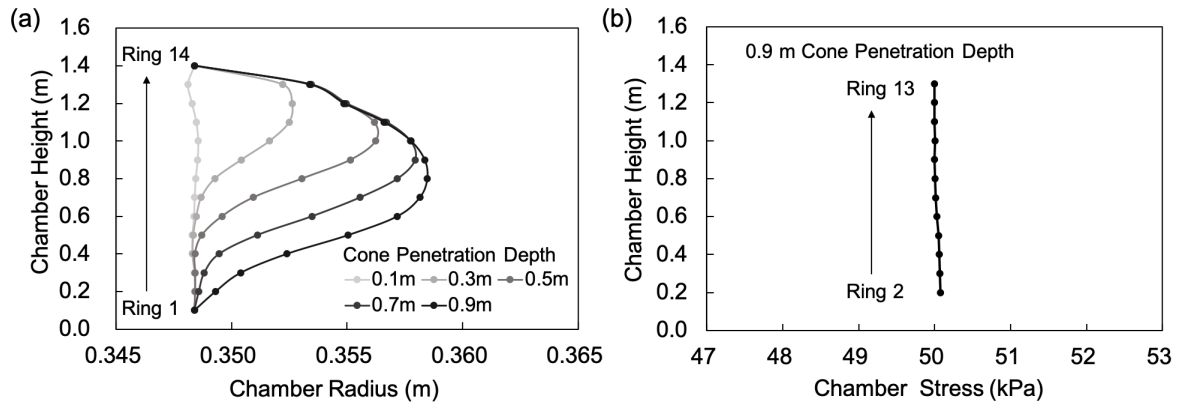 (a)
Chamber Height (m)
1.6
1.4
1.2
1.0
0.8
0.6
0.4
0.2
0.0
Ring 14
Ring 1
Cone Penetration Depth
0.1m 0.3m 0.5m
0.7m 0.9m
0.345 0.350 0.355 0.360 0.365
Chamber Radius (m)
(b)
Chamber Height (m)
1.6
1.4
1.2
1.0
0.8
0.6
0.4
0.2
0.0
0.9 m Cone Penetration Depth
Ring 13
Ring 2
47 48 49 50 51 52 53
Chamber Stress (kPa)